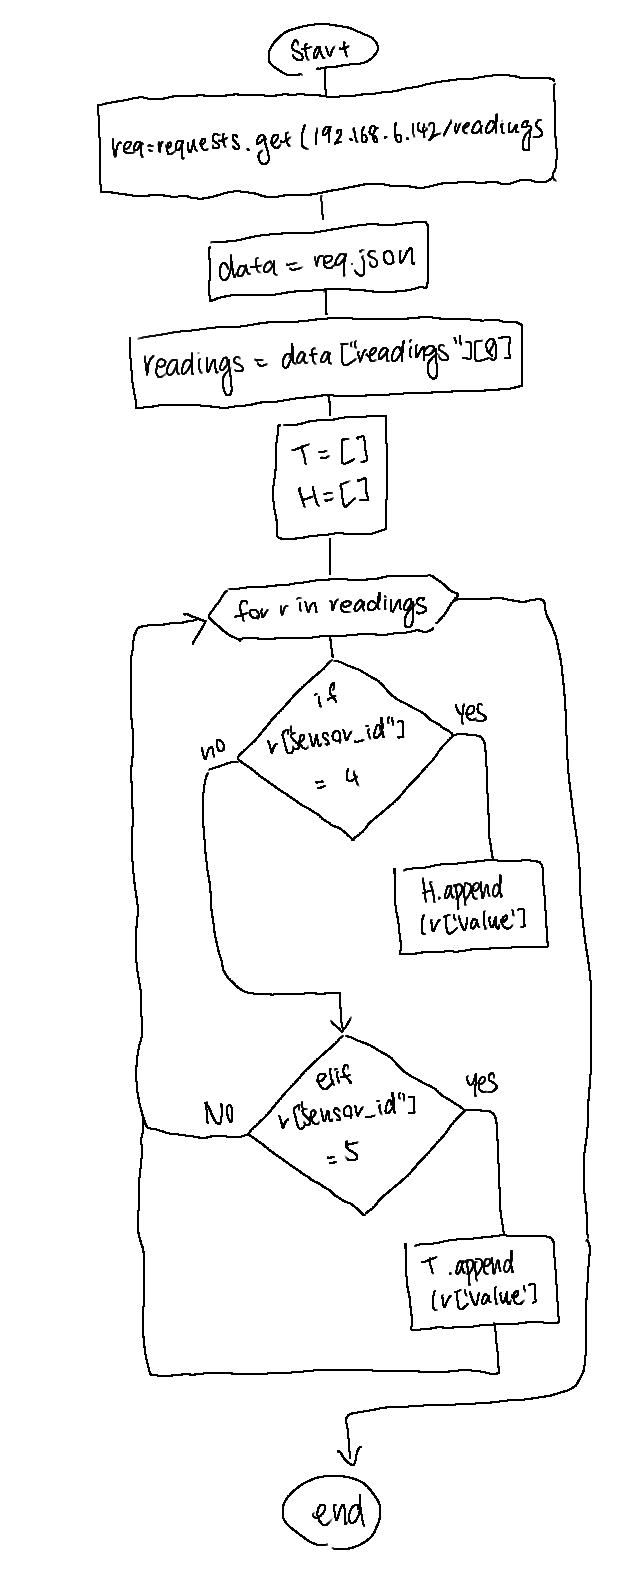 Start
req=requests.get(192.168.6.142/readings
data = req.json
readings = data["readings"][0]
T = []
H = []
for r in readings
if
r["sensor_id"]
= 4
yes
no
H.append
(r['value']
elif
r["sensor_id"]
= 5
yes
No
T.append
(r['value']
end